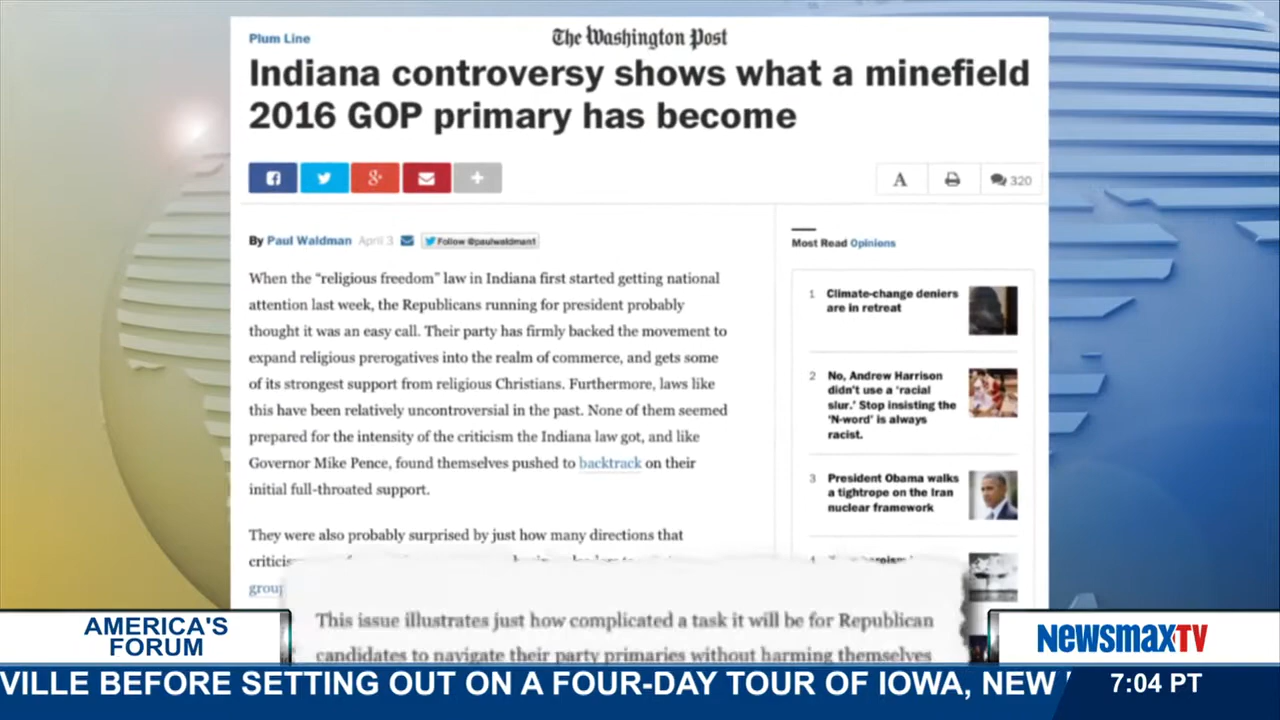 Plum Line
The Washington Post
Indiana controversy shows what a minefield
2016 GOP primary has become
A
320
By Paul Waldman April 3
Follow @paulwaldman1
When the “religious freedom” law in Indiana first started getting national
attention last week, the Republicans running for president probably
thought it was an easy call. Their party has firmly backed the movement to
expand religious prerogatives into the realm of commerce, and gets some
of its strongest support from religious Christians. Furthermore, laws like
this have been relatively uncontroversial in the past. None of them seemed
prepared for the intensity of the criticism the Indiana law got, and like
Governor Mike Pence, found themselves pushed to backtrack on their
initial full-throated support.
They were also probably surprised by just how many directions that
Most Read Opinions
1 Climate-change deniers
are in retreat
2 No, Andrew Harrison
didn't use a ‘racial
slur.’ Stop insisting the
‘N-word’ is always
racist.
3 President Obama walks
a tightrope on the Iran
nuclear framework
This issue illustrates just how complicated a task it will be for Republican
candidates to navigate their party primaries without harming themselves
AMERICA'S
FORUM
NEWSMAXTV
VILLE BEFORE SETTING OUT ON A FOUR-DAY TOUR OF IOWA, NEW
7:04 PT